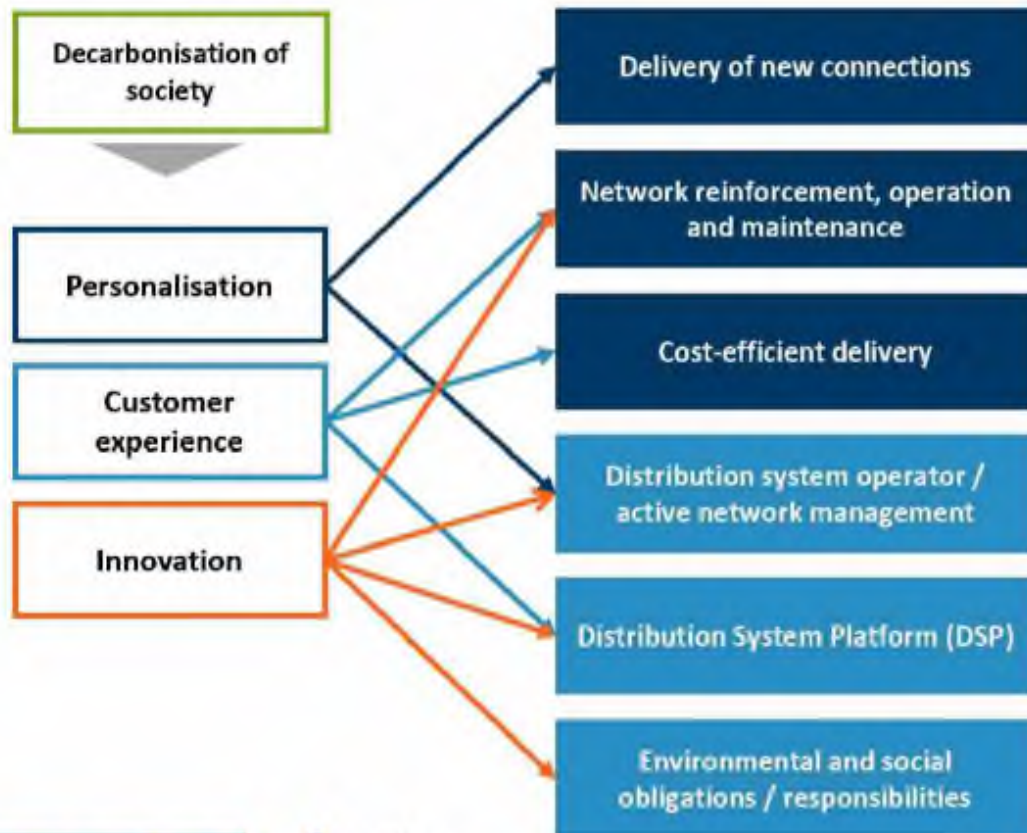 Decarbonisation of
society
Personalisation
Customer
experience
Innovation
Delivery of new connections
Network reinforcement, operation
and maintenance
Cost-efficient delivery
Distribution system operator /
active network management
Distribution System Platform (DSP)
Environmental and social
obligations / responsibilities